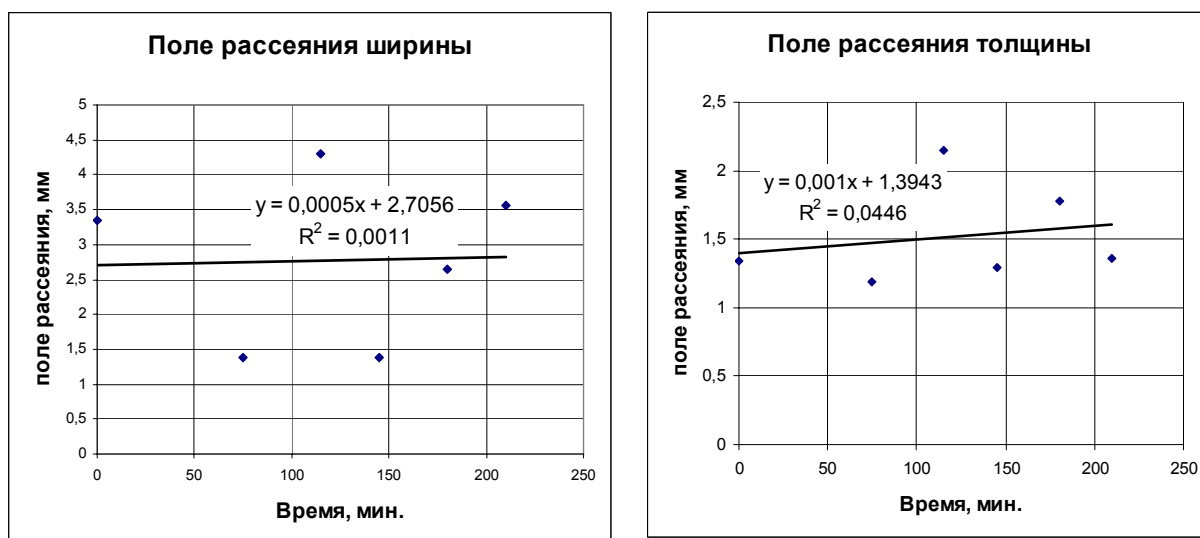 Поле рассеяния ширины
поле рассеяния, мм
5
4,5
4
3,5
3
2,5
2
1,5
1
0,5
0
y = 0,0005x + 2,7056
R² = 0,0011
0 50 100 150 200 250
Время, мин.
Поле рассеяния толщины
поле рассеяния, мм
2,5
2
1,5
1
0,5
0
y = 0,001x + 1,3943
R² = 0,0446
0 50 100 150 200 250
Время, мин.